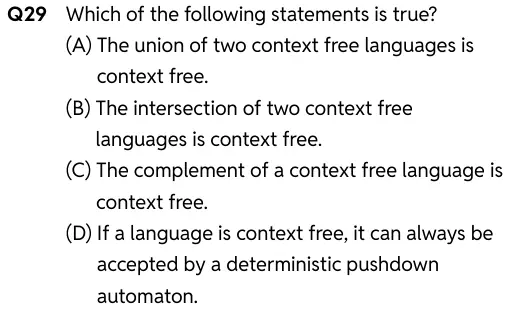 Q29 Which of the following statements is true?
(A) The union of two context free languages is
context free.
(B) The intersection of two context free
languages is context free.
(C) The complement of a context free language is
context free.
(D) If a language is context free, it can always be
accepted by a deterministic pushdown
automaton.